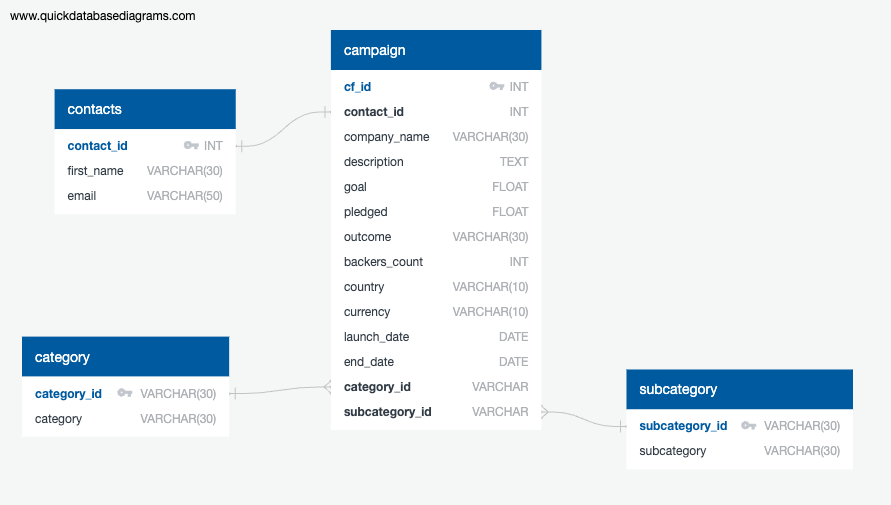 www.quickdatabasediagrams.com
contacts
contact_id INT
first_name VARCHAR(30)
email VARCHAR(50)
campaign
cf_id INT
contact_id INT
company_name VARCHAR(30)
description TEXT
goal FLOAT
pledged FLOAT
outcome VARCHAR(30)
backers_count INT
country VARCHAR(10)
currency VARCHAR(10)
launch_date DATE
end_date DATE
category_id VARCHAR
subcategory_id VARCHAR
category
category_id VARCHAR(30)
category VARCHAR(30)
subcategory
subcategory_id VARCHAR(30)
subcategory VARCHAR(30)